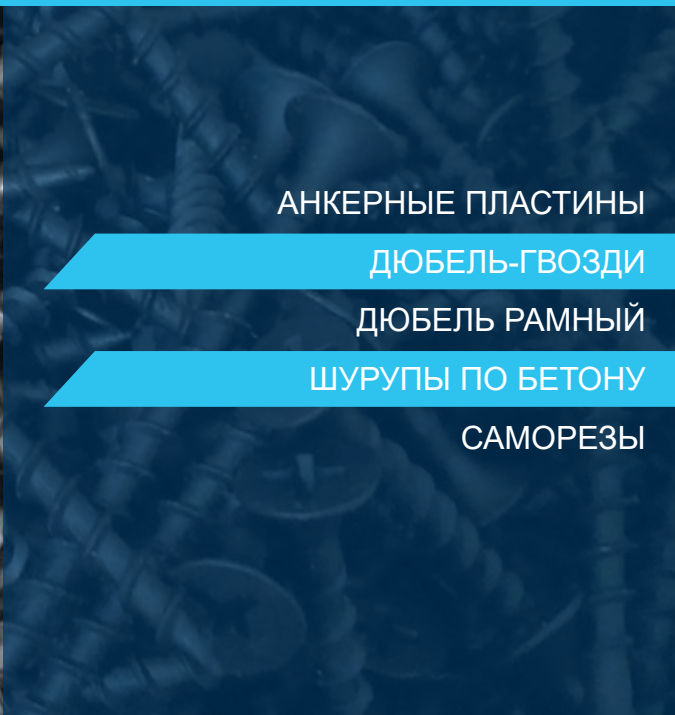 АНКЕРНЫЕ ПЛАСТИНЫ
ДЮБЕЛЬ-ГВОЗДИ
ДЮБЕЛЬ РАМНЫЙ
ШУРУПЫ ПО БЕТОНУ
САМОРЕЗЫ